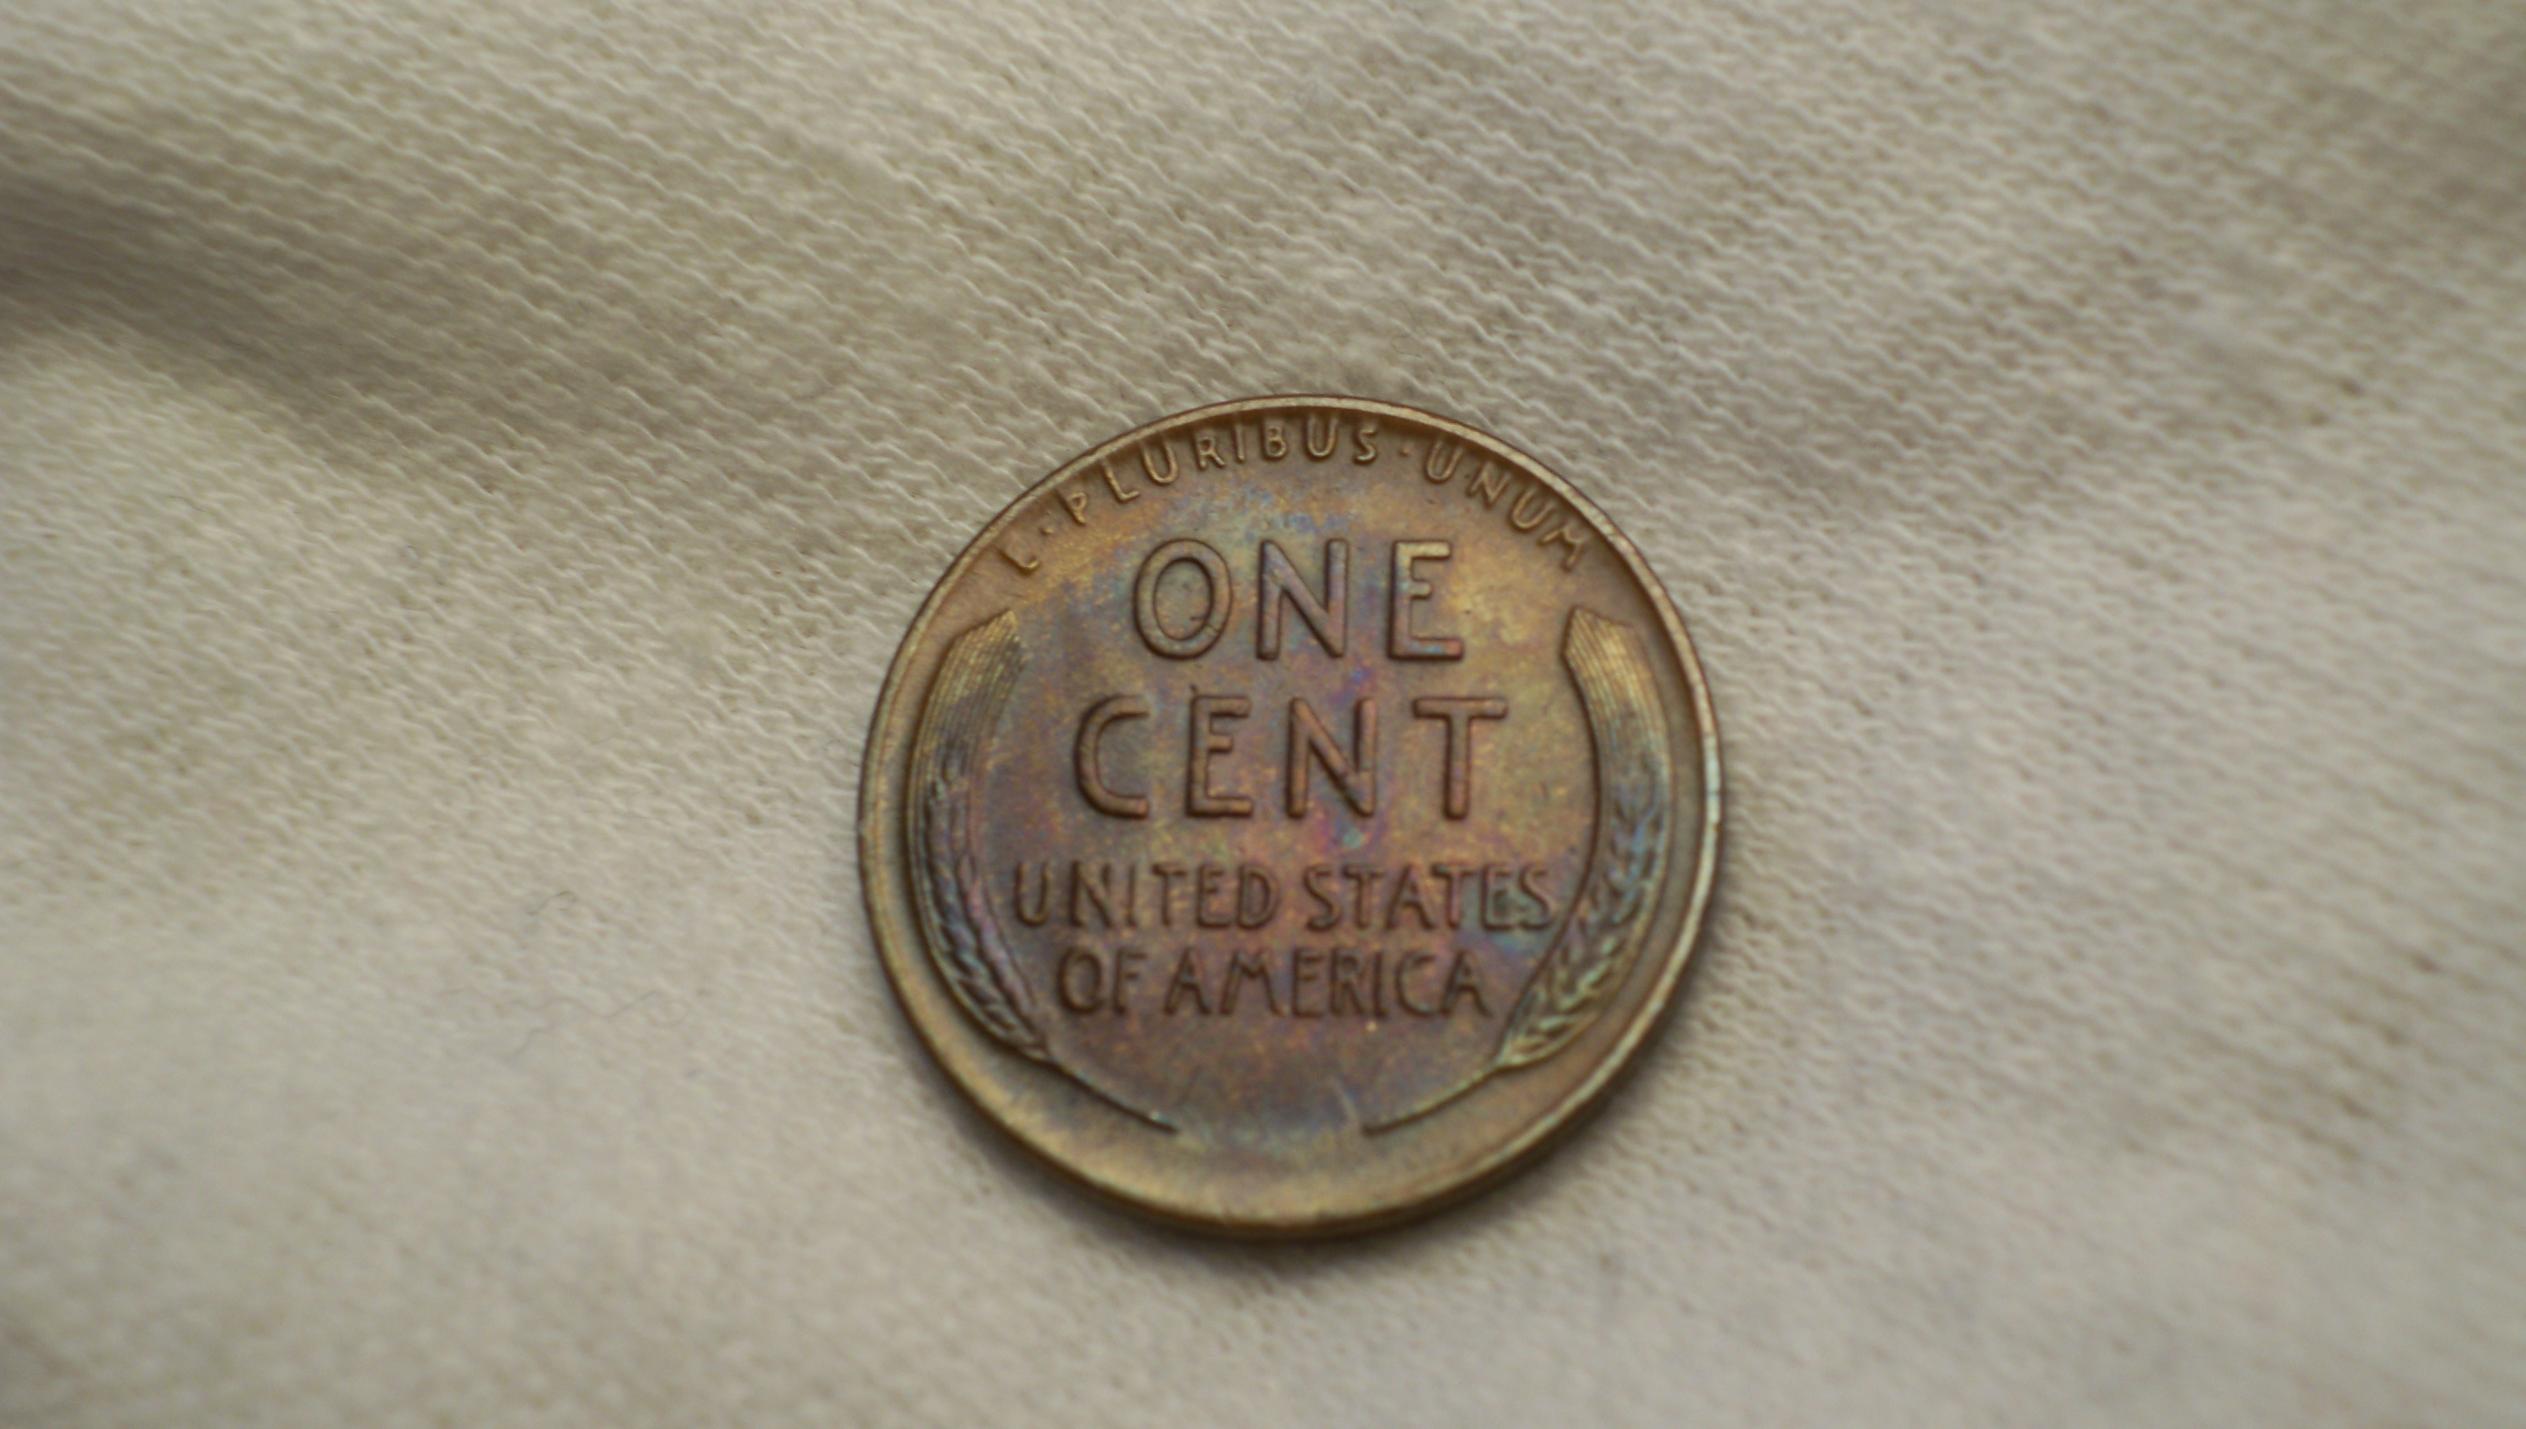 E·PLURIBUS·UNUM
ONE
CENT
UNITED STATES
OF AMERICA